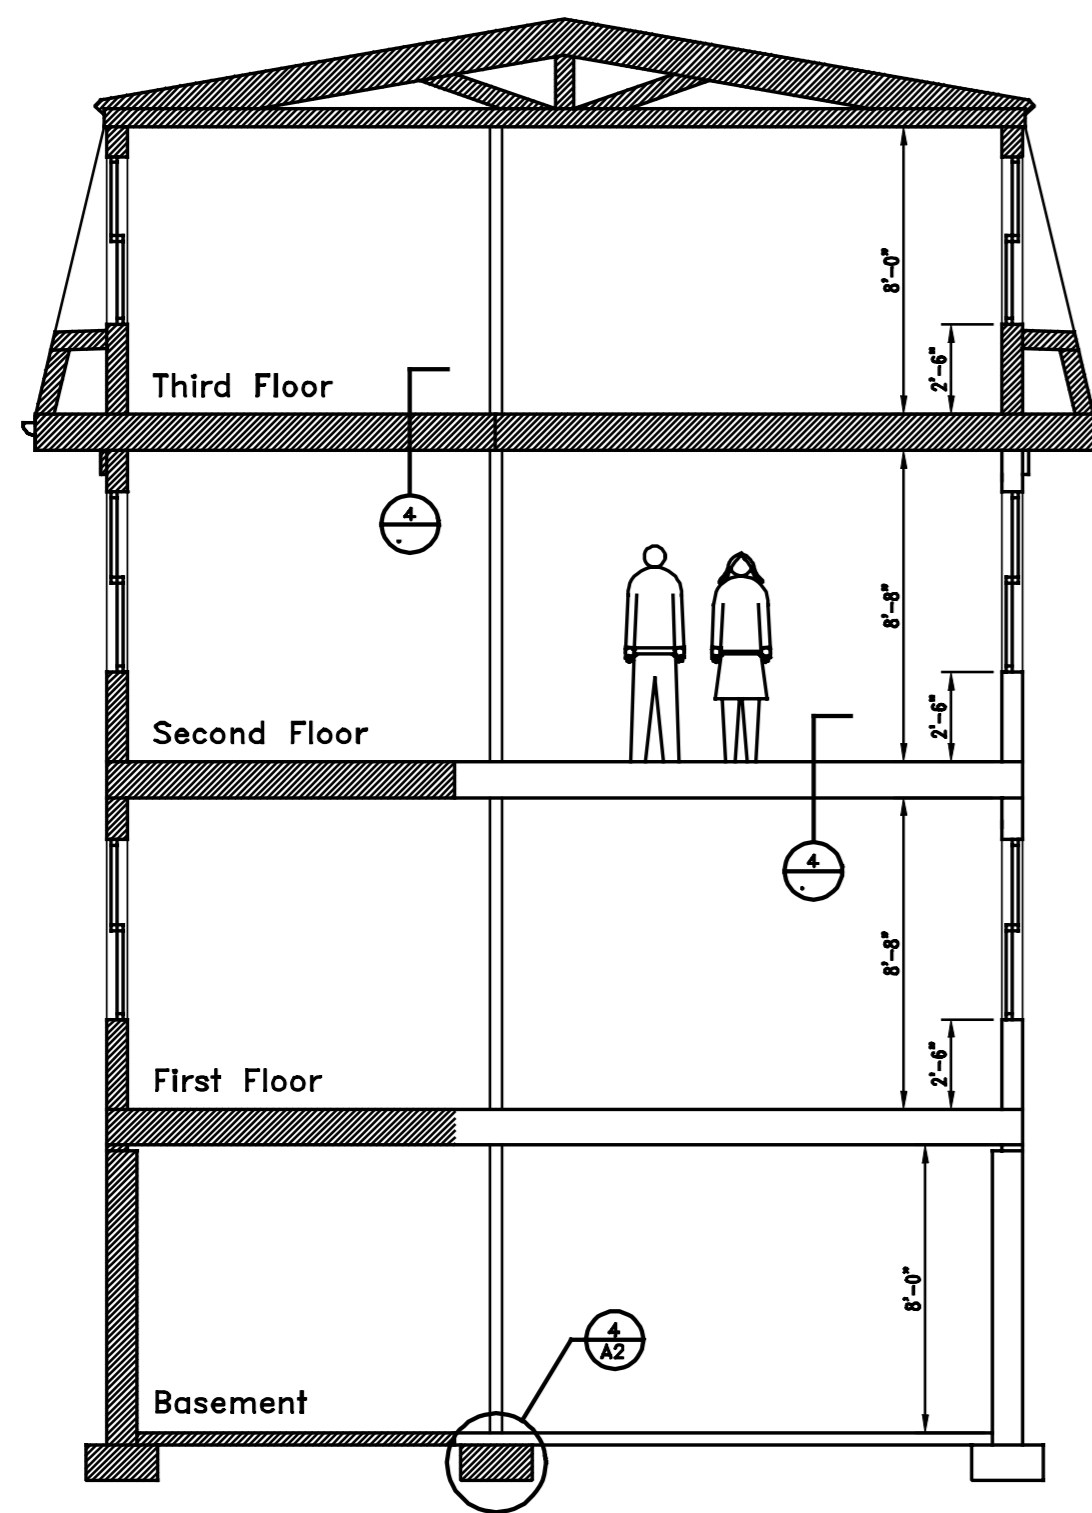 8'-0"
2'-6"
Third Floor
4
8'-8"
2'-6"
Second Floor
4
8'-8"
2'-6"
First Floor
8'-0"
4
A2
Basement